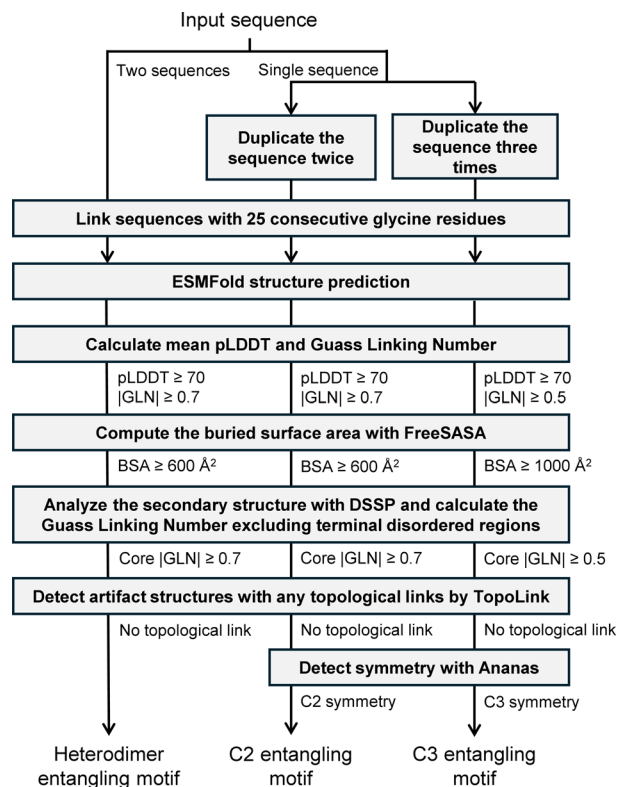 Input sequence
Two sequences
Single sequence
Duplicate the
sequence twice
Duplicate the
sequence three
times
Link sequences with 25 consecutive glycine residues
ESMFold structure prediction
Calculate mean pLDDT and Guass Linking Number
pLDDT ≥ 70
|GLN| ≥ 0.7
pLDDT ≥ 70
|GLN| ≥ 0.7
pLDDT ≥ 70
|GLN| ≥ 0.5
Compute the buried surface area with FreeSASA
BSA ≥ 600 Å²
BSA ≥ 600 Å²
BSA ≥ 1000 Å²
Analyze the secondary structure with DSSP and calculate the
Guass Linking Number excluding terminal disordered regions
Core |GLN| ≥ 0.7
Core |GLN| ≥ 0.7
Core |GLN| ≥ 0.5
Detect artifact structures with any topological links by TopoLink
No topological link
No topological link
No topological link
Detect symmetry with Ananas
C2 symmetry
C3 symmetry
Heterodimer
entangling motif
C2 entangling
motif
C3 entangling
motif